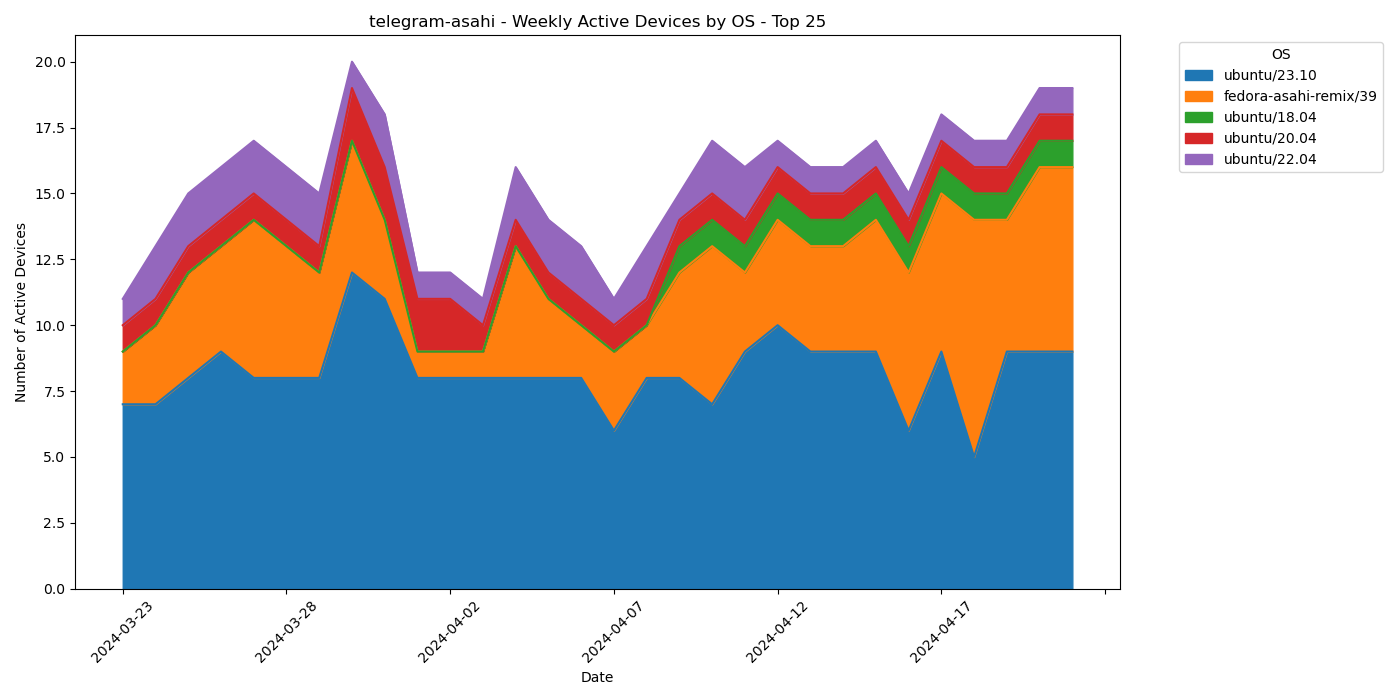 telegram-asahi - Weekly Active Devices by OS - Top 25
Number of Active Devices
20.0
17.5
15.0
12.5
10.0
7.5
5.0
2.5
0.0
2024-03-23
2024-03-28
2024-04-02
2024-04-07
2024-04-12
2024-04-17
Date
OS
ubuntu/23.10
fedora-asahi-remix/39
ubuntu/18.04
ubuntu/20.04
ubuntu/22.04